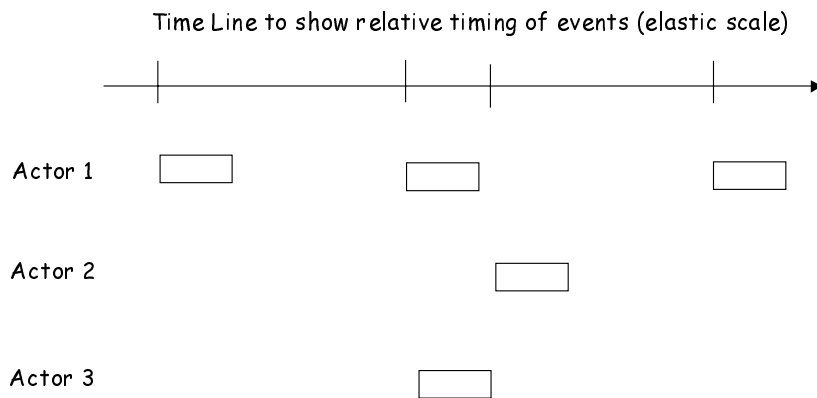 Time Line to show relative timing of events (elastic scale)
Actor 1
Actor 2
Actor 3